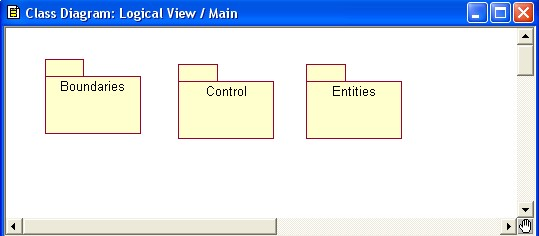 Class Diagram: Logical View / Main
Boundaries
Control
Entities